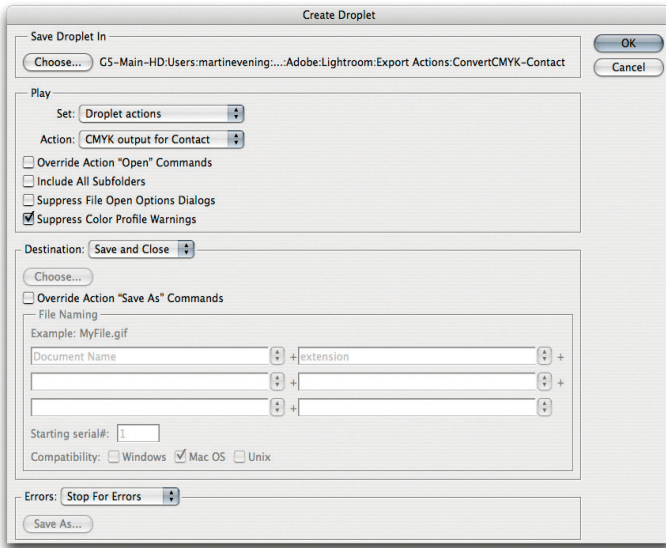 Create Droplet
Save Droplet In
Choose... G5-Main-HD:Users:martinevening:...:Adobe:Lightroom:Export Actions:ConvertCMYK-Contact
OK
Cancel
Play
Set: Droplet actions
Action: CMYK output for Contact
Override Action "Open" Commands
Include All Subfolders
Suppress File Open Options Dialogs
Suppress Color Profile Warnings
Destination: Save and Close
Choose...
Override Action "Save As" Commands
File Naming
Example: MyFile.gif
Document Name + extension +
+ +
+
Starting serial#: 1
Compatibility: Windows Mac OS Unix
Errors: Stop For Errors
Save As...